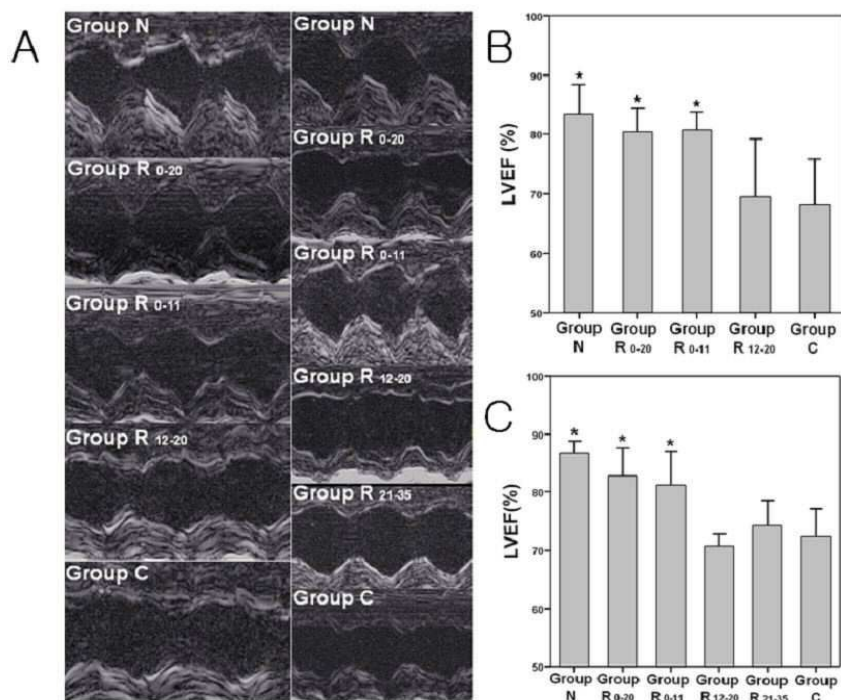 A
Group N
Group R 0-20
Group R 0-11
Group R 12-20
Group C
Group N
Group R 0-20
Group R 0-11
Group R 12-20
Group R 21-35
Group C
B
LVEF (%)
100
90
80
70
60
50
*
*
*
Group N
Group R 0-20
Group R 0-11
Group R 12-20
Group C
C
LVEF(%)
100
90
80
70
60
50
*
*
*
Group N
Group R 0-20
Group R 0-11
Group R 12-20
Group R 21-35
Group C